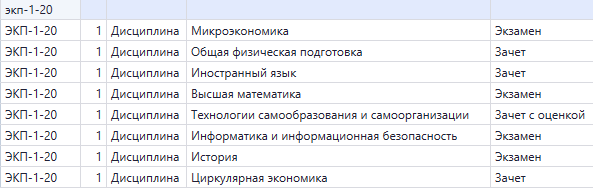 экп-1-20
ЭКП-1-20 1 Дисциплина Микроэкономика Экзамен
ЭКП-1-20 1 Дисциплина Общая физическая подготовка Зачет
ЭКП-1-20 1 Дисциплина Иностранный язык Зачет
ЭКП-1-20 1 Дисциплина Высшая математика Экзамен
ЭКП-1-20 1 Дисциплина Технологии самообразования и самоорганизации Зачет с оценкой
ЭКП-1-20 1 Дисциплина Информатика и информационная безопасность Экзамен
ЭКП-1-20 1 Дисциплина История Экзамен
ЭКП-1-20 1 Дисциплина Циркулярная экономика Зачет